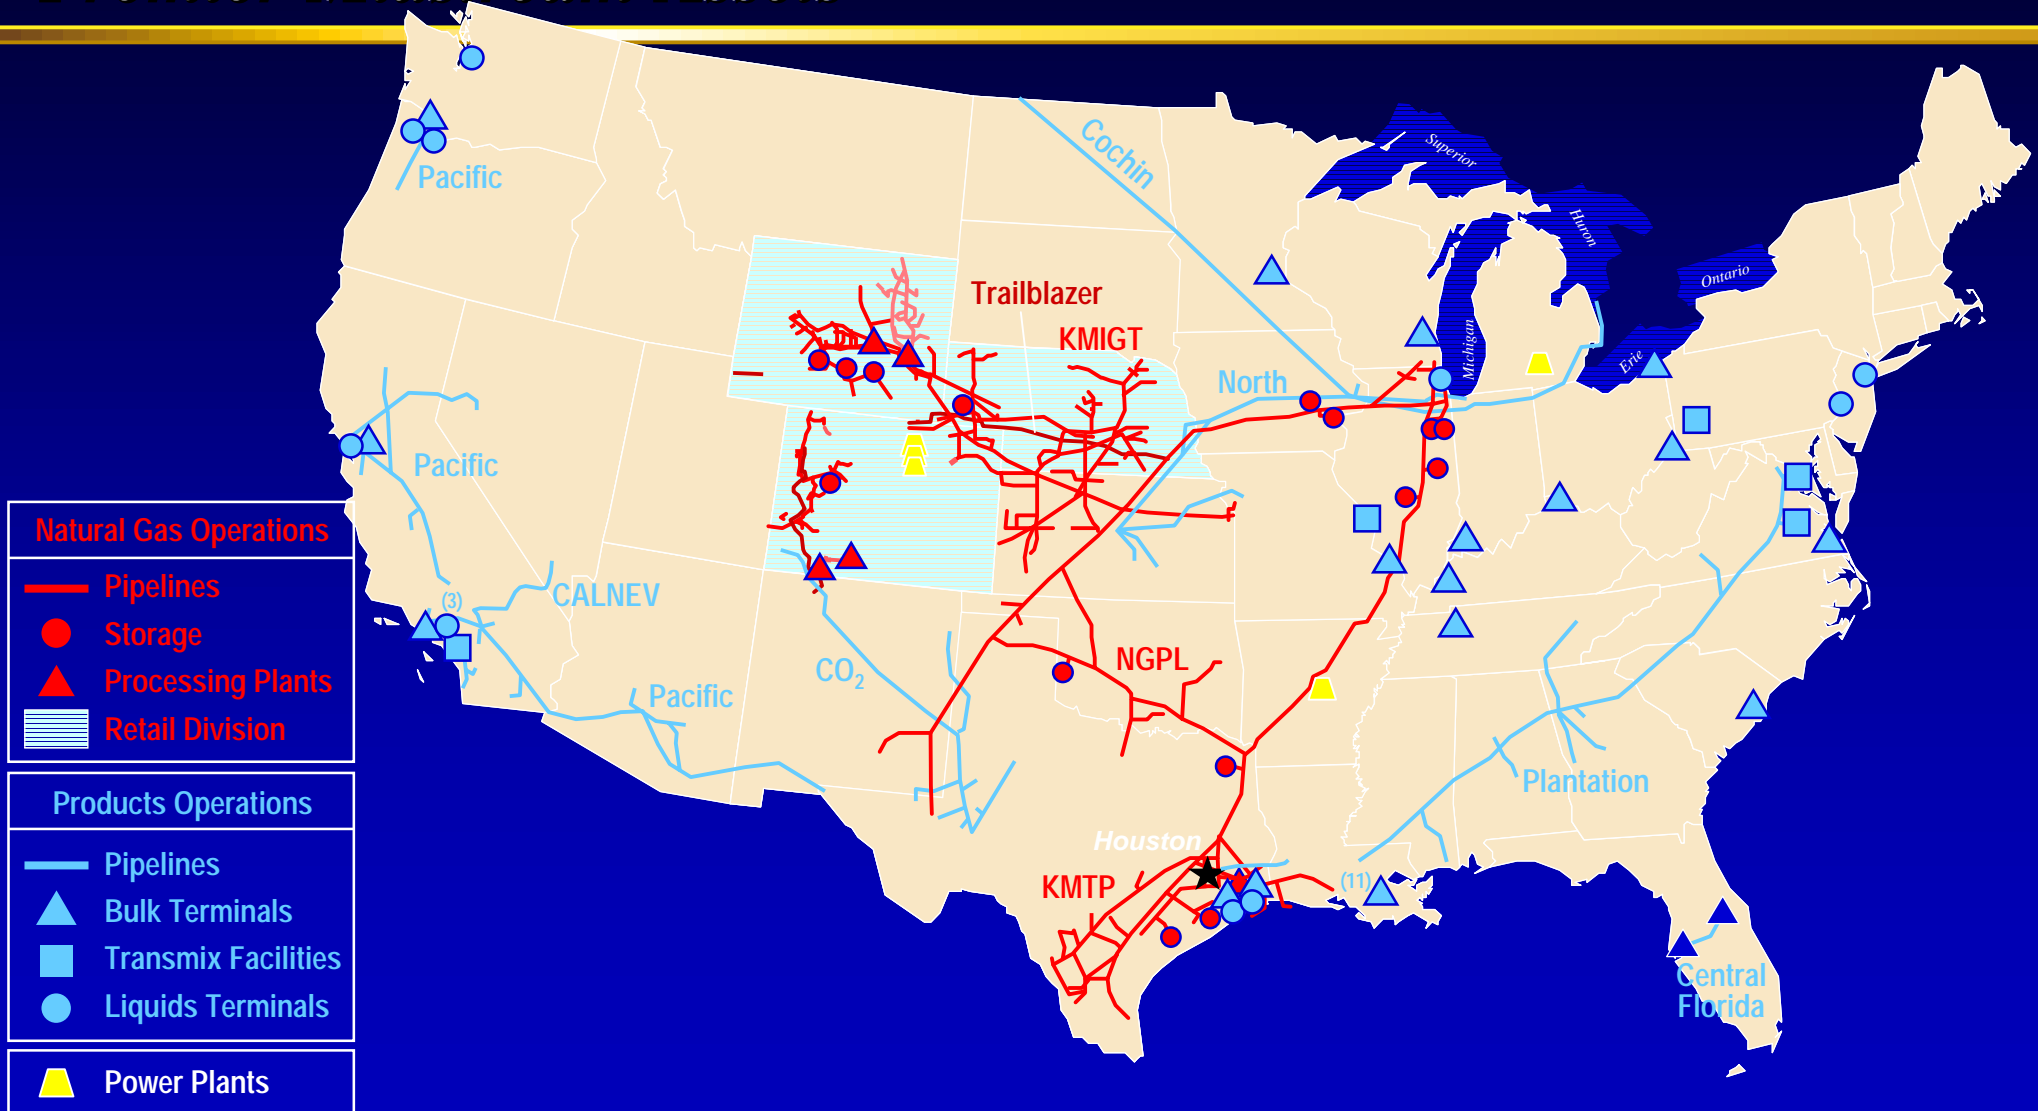 Superior
Huron
Ontario
Michigan
Erie
Cochin
Pacific
Trailblazer
KMIGT
North
Pacific
CALNEV
(3)
CO2
Pacific
NGPL
Plantation
Houston
KMTP
(11)
Central
Florida
Natural Gas Operations
Pipelines
Storage
Processing Plants
Retail Division
Products Operations
Pipelines
Bulk Terminals
Transmix Facilities
Liquids Terminals
Power Plants